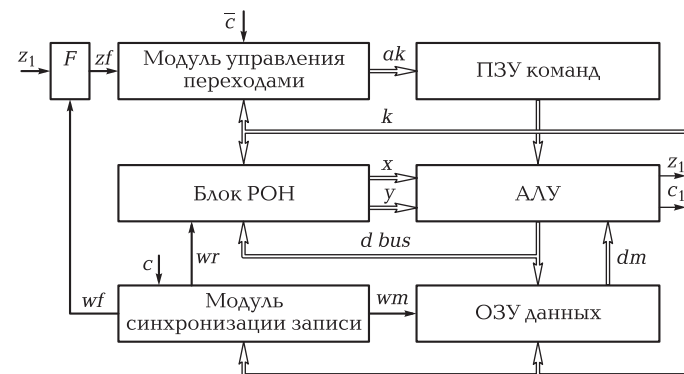 c̅
z₁
F
zf
Модуль управления
переходами
ak
ПЗУ команд
k
Блок РОН
x
y
АЛУ
z₁
c₁
d bus
c
wr
dm
wf
Модуль
синхронизации записи
wm
ОЗУ данных